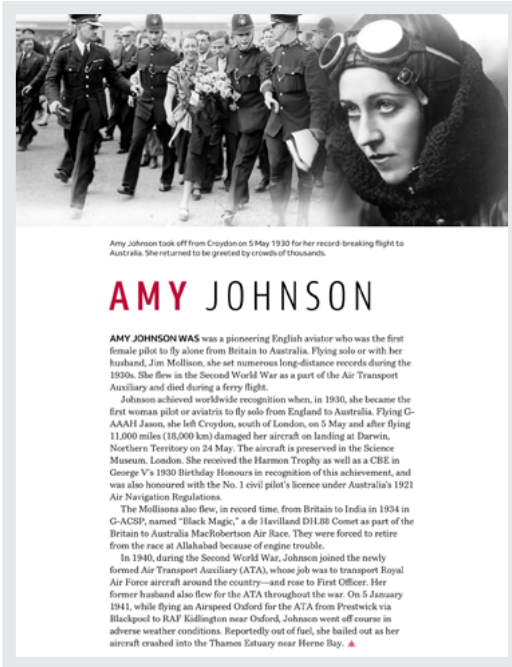 Amy Johnson took off from Croydon on 5 May 1930 for her record-breaking flight to
Australia. She returned to be greeted by crowds of thousands.
AMY JOHNSON
AMY JOHNSON WAS was a pioneering English aviator who was the first
female pilot to fly alone from Britain to Australia. Flying solo or with her
husband, Jim Mollison, she set numerous long-distance records during the
1930s. She flew in the Second World War as a part of the Air Transport
Auxiliary and died during a ferry flight.
Johnson achieved worldwide recognition when, in 1930, she became the
first woman pilot or aviatrix to fly solo from England to Australia. Flying G-
AAAH Jason, she left Croydon, south of London, on 5 May and after flying
11,000 miles (18,000 km) damaged her aircraft on landing at Darwin,
Northern Territory on 24 May. The aircraft is preserved in the Science
Museum, London. She received the Harmon Trophy as well as a CBE in
George V's 1930 Birthday Honours in recognition of this achievement, and
was also honoured with the No. 1 civil pilot's licence under Australia's 1921
Air Navigation Regulations.
The Mollisons also flew, in record time, from Britain to India in 1934 in
G-ACSP, named "Black Magic," a de Havilland DH.88 Comet as part of the
Britain to Australia MacRobertson Air Race. They were forced to retire
from the race at Allahabad because of engine trouble.
In 1940, during the Second World War, Johnson joined the newly
formed Air Transport Auxiliary (ATA), whose job was to transport Royal
Air Force aircraft around the country—and rose to First Officer. Her
former husband also flew for the ATA throughout the war. On 5 January
1941, while flying an Airspeed Oxford for the ATA from Prestwick via
Blackpool to RAF Kidlington near Oxford, Johnson went off course in
adverse weather conditions. Reportedly out of fuel, she bailed out as her
aircraft crashed into the Thames Estuary near Herne Bay.